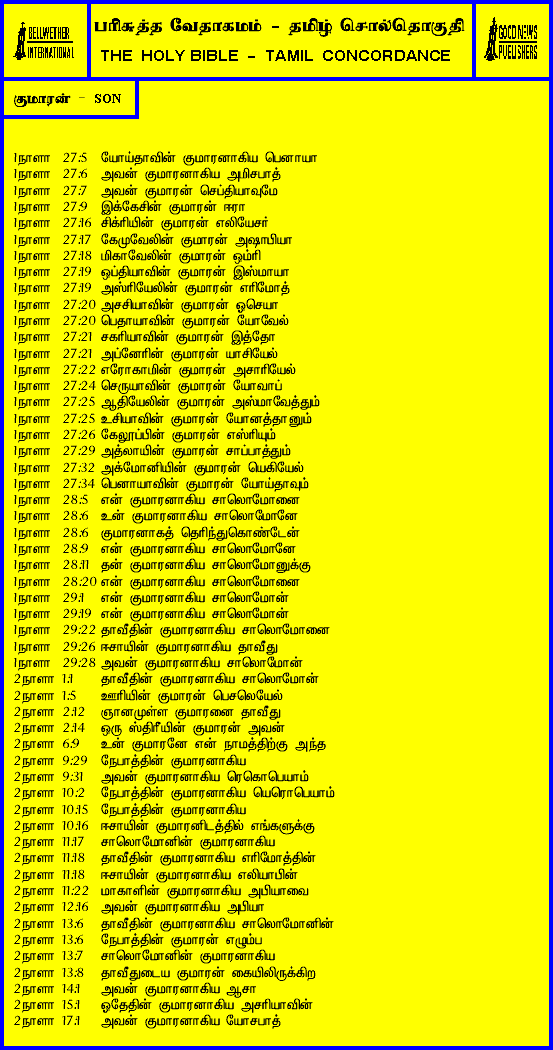 BELLWETHER INTERNATIONAL
பரிசுத்த வேதாகமம் - தமிழ் சொல்தொகுதி
THE HOLY BIBLE - TAMIL CONCORDANCE
GOOD NEWS PUBLISHERS
குமாரன் - SON
1நாளா 27:5 யோய்தாவின் குமாரனாகிய பெனாயா
1நாளா 27:6 அவன் குமாரனாகிய அமிசபாத்
1நாளா 27:7 அவன் குமாரன் செப்தியாவுமே
1நாளா 27:9 இக்கேசின் குமாரன் ஈரா
1நாளா 27:16 சிக்ரியின் குமாரன் எலியேசர்
1நாளா 27:17 கேமுவேலின் குமாரன் அஷாபியா
1நாளா 27:18 மிகாவேலின் குமாரன் ஒம்ரி
1நாளா 27:19 ஒப்தியாவின் குமாரன் இஸ்மாயா
1நாளா 27:19 அஸ்ரியேலின் குமாரன் எரிமோத்
1நாளா 27:20 அசசியாவின் குமாரன் ஓசெயா
1நாளா 27:20 பெதாயாவின் குமாரன் யோவேல்
1நாளா 27:21 சகரியாவின் குமாரன் இத்தோ
1நாளா 27:21 அப்னேரின் குமாரன் யாசியேல்
1நாளா 27:22 எரோகாமின் குமாரன் அசாரியேல்
1நாளா 27:24 செருயாவின் குமாரன் யோவாப்
1நாளா 27:25 ஆதியேலின் குமாரன் அஸ்மாவேத்தும்
1நாளா 27:25 உசியாவின் குமாரன் யோனத்தானும்
1நாளா 27:26 கேலூப்பின் குமாரன் எஸ்ரியும்
1நாளா 27:29 அத்லாயின் குமாரன் சாப்பாத்தும்
1நாளா 27:32 அக்மோனியின் குமாரன் யெகியேல்
1நாளா 27:34 பெனாயாவின் குமாரன் யோய்தாவும்
1நாளா 28:5 என் குமாரனாகிய சாலொமோனை
1நாளா 28:6 உன் குமாரனாகிய சாலொமோனே
1நாளா 28:6 குமாரனாகத் தெரிந்துகொண்டேன்
1நாளா 28:9 என் குமாரனாகிய சாலொமோனே
1நாளா 28:11 தன் குமாரனாகிய சாலொமோனுக்கு
1நாளா 28:20 என் குமாரனாகிய சாலொமோனை
1நாளா 29:1 என் குமாரனாகிய சாலொமோன்
1நாளா 29:19 என் குமாரனாகிய சாலொமோன்
1நாளா 29:22 தாவீதின் குமாரனாகிய சாலொமோனை
1நாளா 29:26 ஈசாயின் குமாரனாகிய தாவீது
1நாளா 29:28 அவன் குமாரனாகிய சாலொமோன்
2நாளா 1:1 தாவீதின் குமாரனாகிய சாலொமோன்
2நாளா 1:5 ஊரியின் குமாரன் பெசலெயேல்
2நாளா 2:12 ஞானமுள்ள குமாரனை தாவீது
2நாளா 2:14 ஒரு ஸ்திரீயின் குமாரன் அவன்
2நாளா 6:9 உன் குமாரனே என் நாமத்திற்கு அந்த
2நாளா 9:29 நேபாத்தின் குமாரனாகிய
2நாளா 9:31 அவன் குமாரனாகிய ரெகொபெயாம்
2நாளா 10:2 நேபாத்தின் குமாரனாகிய யெரொபெயாம்
2நாளா 10:15 நேபாத்தின் குமாரனாகிய
2நாளா 10:16 ஈசாயின் குமாரனிடத்தில் எங்களுக்கு
2நாளா 11:17 சாலொமோனின் குமாரனாகிய
2நாளா 11:18 தாவீதின் குமாரனாகிய எரிமோத்தின்
2நாளா 11:18 ஈசாயின் குமாரனாகிய எலியாபின்
2நாளா 11:22 மாகாளின் குமாரனாகிய அபியாவை
2நாளா 12:16 அவன் குமாரனாகிய அபியா
2நாளா 13:6 தாவீதின் குமாரனாகிய சாலொமோனின்
2நாளா 13:6 நேபாத்தின் குமாரன் எழும்ப
2நாளா 13:7 சாலொமோனின் குமாரனாகிய
2நாளா 13:8 தாவீதுடைய குமாரன் கையிலிருக்கிற
2நாளா 14:1 அவன் குமாரனாகிய ஆசா
2நாளா 15:1 ஓதேதின் குமாரனாகிய அசரியாவின்
2நாளா 17:1 அவன் குமாரனாகிய யோசபாத்